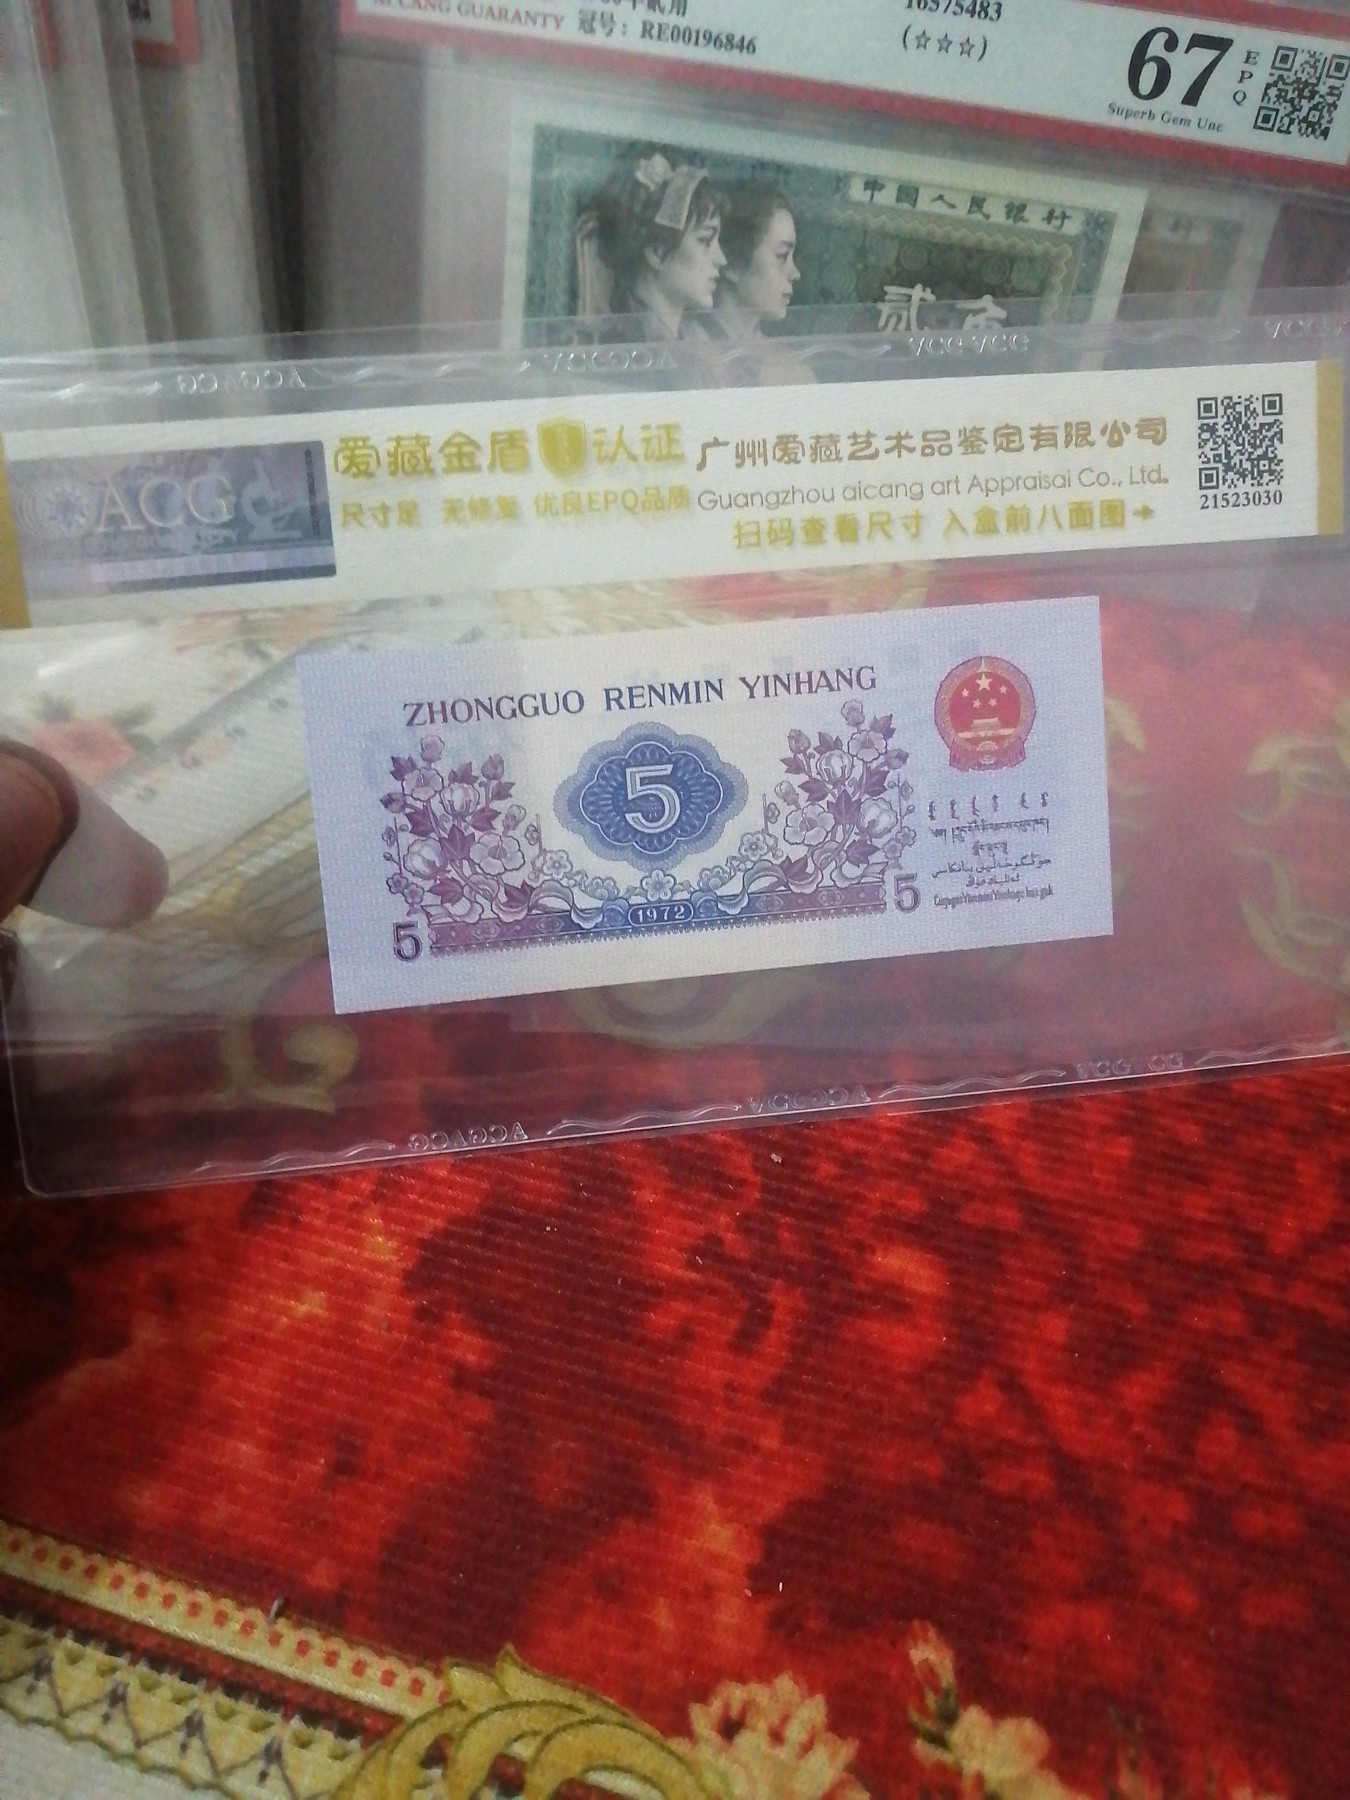 16575483
CANG GUARANTY 冠号：RE00196846
(☆☆☆)
67
EPQ
Superb Gem Unc
中国人民银行
贰
ACG
爱藏金盾认证
尺寸足 无修复 优良EPQ品质
广州爱藏艺术品鉴定有限公司
Guangzhou aicang art Appraisal Co., Ltd.
扫码查看尺寸 入盒前八面图→
21523030
ZHONGGUO RENMIN YINHANG
5
1972
5
5